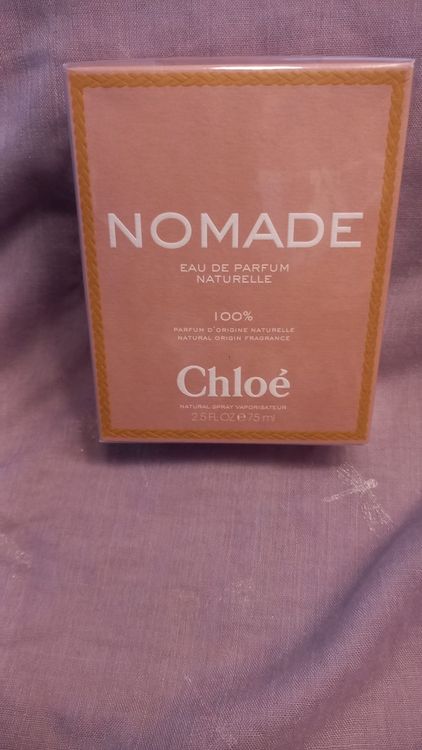 NOMADE
EAU DE PARFUM
NATURELLE
100%
PARFUM D'ORIGINE NATURELLE
NATURAL ORIGIN FRAGRANCE
Chloé
NATURAL SPRAY VAPORISATEUR
2.5 FL.OZ ℮ 75 ml